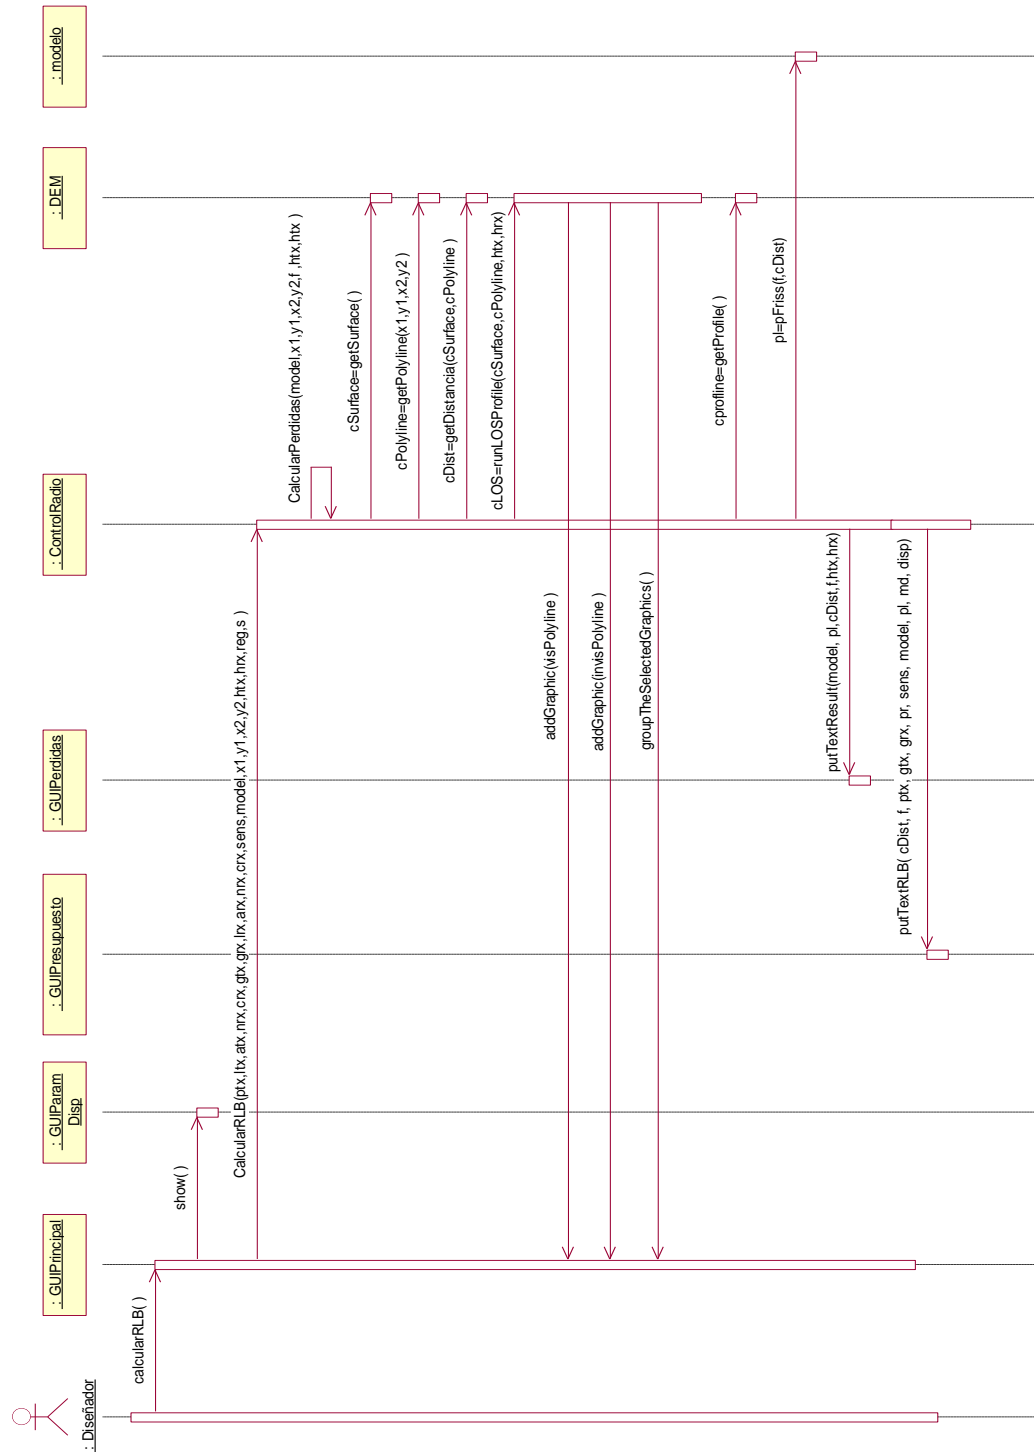 : Diseñador
: GUIPrincipal
: GUIParam
Disp
: GUIPresupuesto
: GUIPerdidas
: ControlRadio
: DEM
: modelo
calcularRLB( )
show( )
CalcularRLB(ptx,ltx,atx,nrx,crx,gtx,grx,lrx,arx,nrx,crx,sens,model,x1,y1,x2,y2,htx,hrx,reg,s )
CalcularPerdidas(model,x1,y1,x2,y2,f ,htx,htx )
cSurface=getSurface( )
cPolyline=getPolyline(x1,y1,x2,y2 )
cDist=getDistancia(cSurface,cPolyline )
cLOS=runLOSProfile(cSurface,cPolyline,htx,hrx)
addGraphic(visPolyline )
addGraphic(invisPolyline )
groupTheSelectedGraphics( )
cprofline=getProfile( )
pl=pFriss(f,cDist)
putTextResult(model, pl,cDist,f,htx,hrx)
putTextRLB( cDist, f, ptx, gtx, grx, pr, sens, model, pl, md, disp)